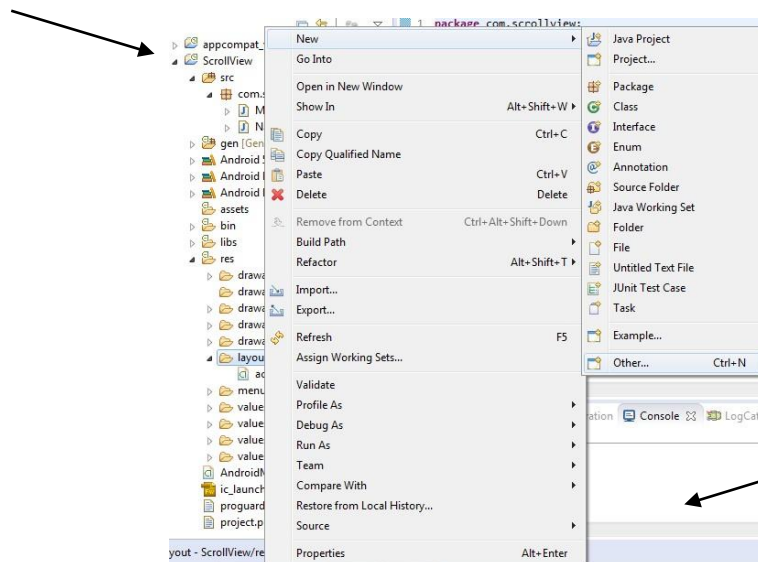 1 package com.scrollview;
appcompat_
ScrollView
src
com.s
M
N
gen [Gen
Android 5
Android
Android
assets
bin
libs
res
drawa
drawa
drawa
drawa
drawa
layou
ac
menu
value
value
value
value
AndroidM
ic_launch
proguard
project.p
yout - ScrollView/re
New
Go Into
Open in New Window
Show In Alt+Shift+W
Copy Ctrl+C
Copy Qualified Name
Paste Ctrl+V
Delete Delete
Remove from Context Ctrl+Alt+Shift+Down
Build Path
Refactor Alt+Shift+T
Import...
Export...
Refresh F5
Assign Working Sets...
Validate
Profile As
Debug As
Run As
Team
Compare With
Restore from Local History...
Source
Properties Alt+Enter
Java Project
Project...
Package
Class
Interface
Enum
Annotation
Source Folder
Java Working Set
Folder
File
Untitled Text File
JUnit Test Case
Task
Example...
Other... Ctrl+N
ration Console LogCat